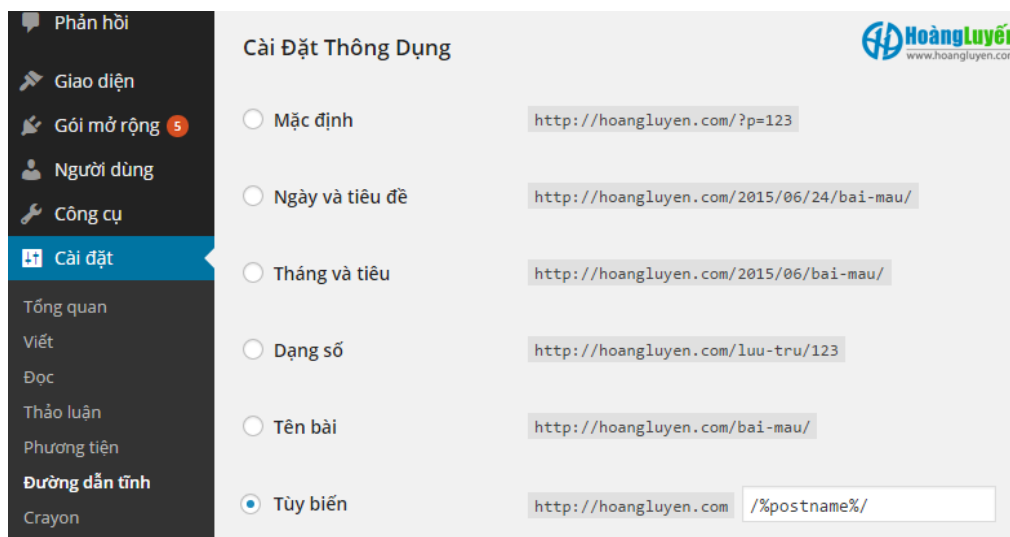 Phản hồi
Giao diện
Gói mở rộng 5
Người dùng
Công cụ
Cài đặt
Tổng quan
Viết
Đọc
Thảo luận
Phương tiện
Đường dẫn tĩnh
Crayon
HoàngLuyến
www.hoangluyen.com
Cài Đặt Thông Dụng
Mặc định http://hoangluyen.com/?p=123
Ngày và tiêu đề http://hoangluyen.com/2015/06/24/bai-mau/
Tháng và tiêu http://hoangluyen.com/2015/06/bai-mau/
Dạng số http://hoangluyen.com/luu-tru/123
Tên bài http://hoangluyen.com/bai-mau/
Tùy biến http://hoangluyen.com /%postname%/